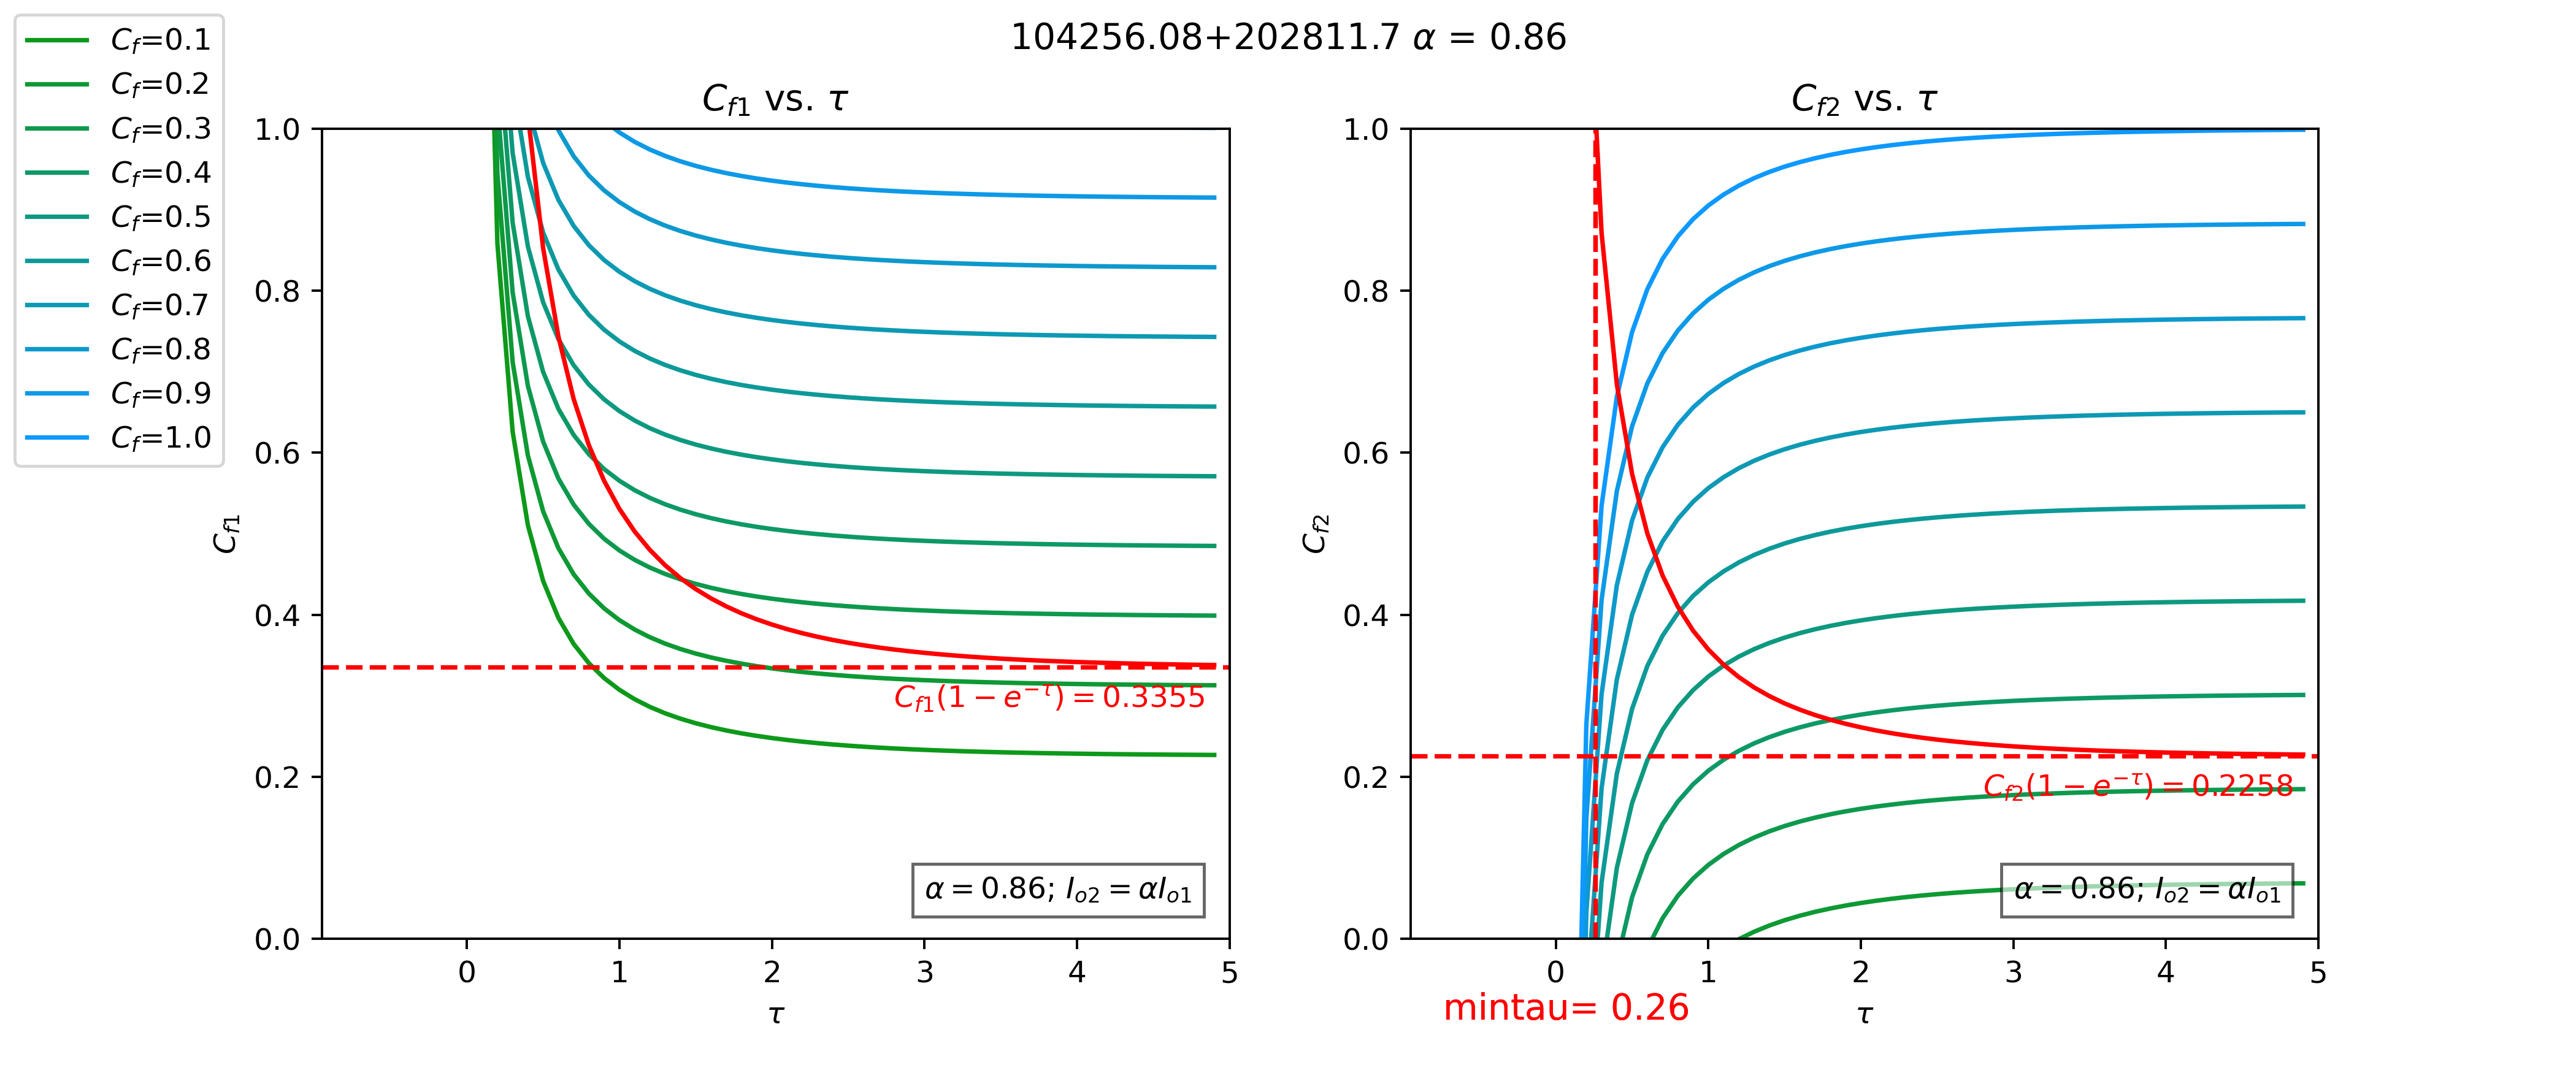 104256.08+202811.7 α = 0.86
C_f=0.1
C_f=0.2
C_f=0.3
C_f=0.4
C_f=0.5
C_f=0.6
C_f=0.7
C_f=0.8
C_f=0.9
C_f=1.0
C_f1 vs. τ
1.0
0.8
0.6
0.4
0.2
0.0
C_f1
C_f1(1 − e^−τ) = 0.3355
α = 0.86; I_o2 = αI_o1
0 1 2 3 4 5
τ
C_f2 vs. τ
1.0
0.8
0.6
0.4
0.2
0.0
C_f2
C_f2(1 − e^−τ) = 0.2258
α = 0.86; I_o2 = αI_o1
0 1 2 3 4 5
mintau= 0.26
τ